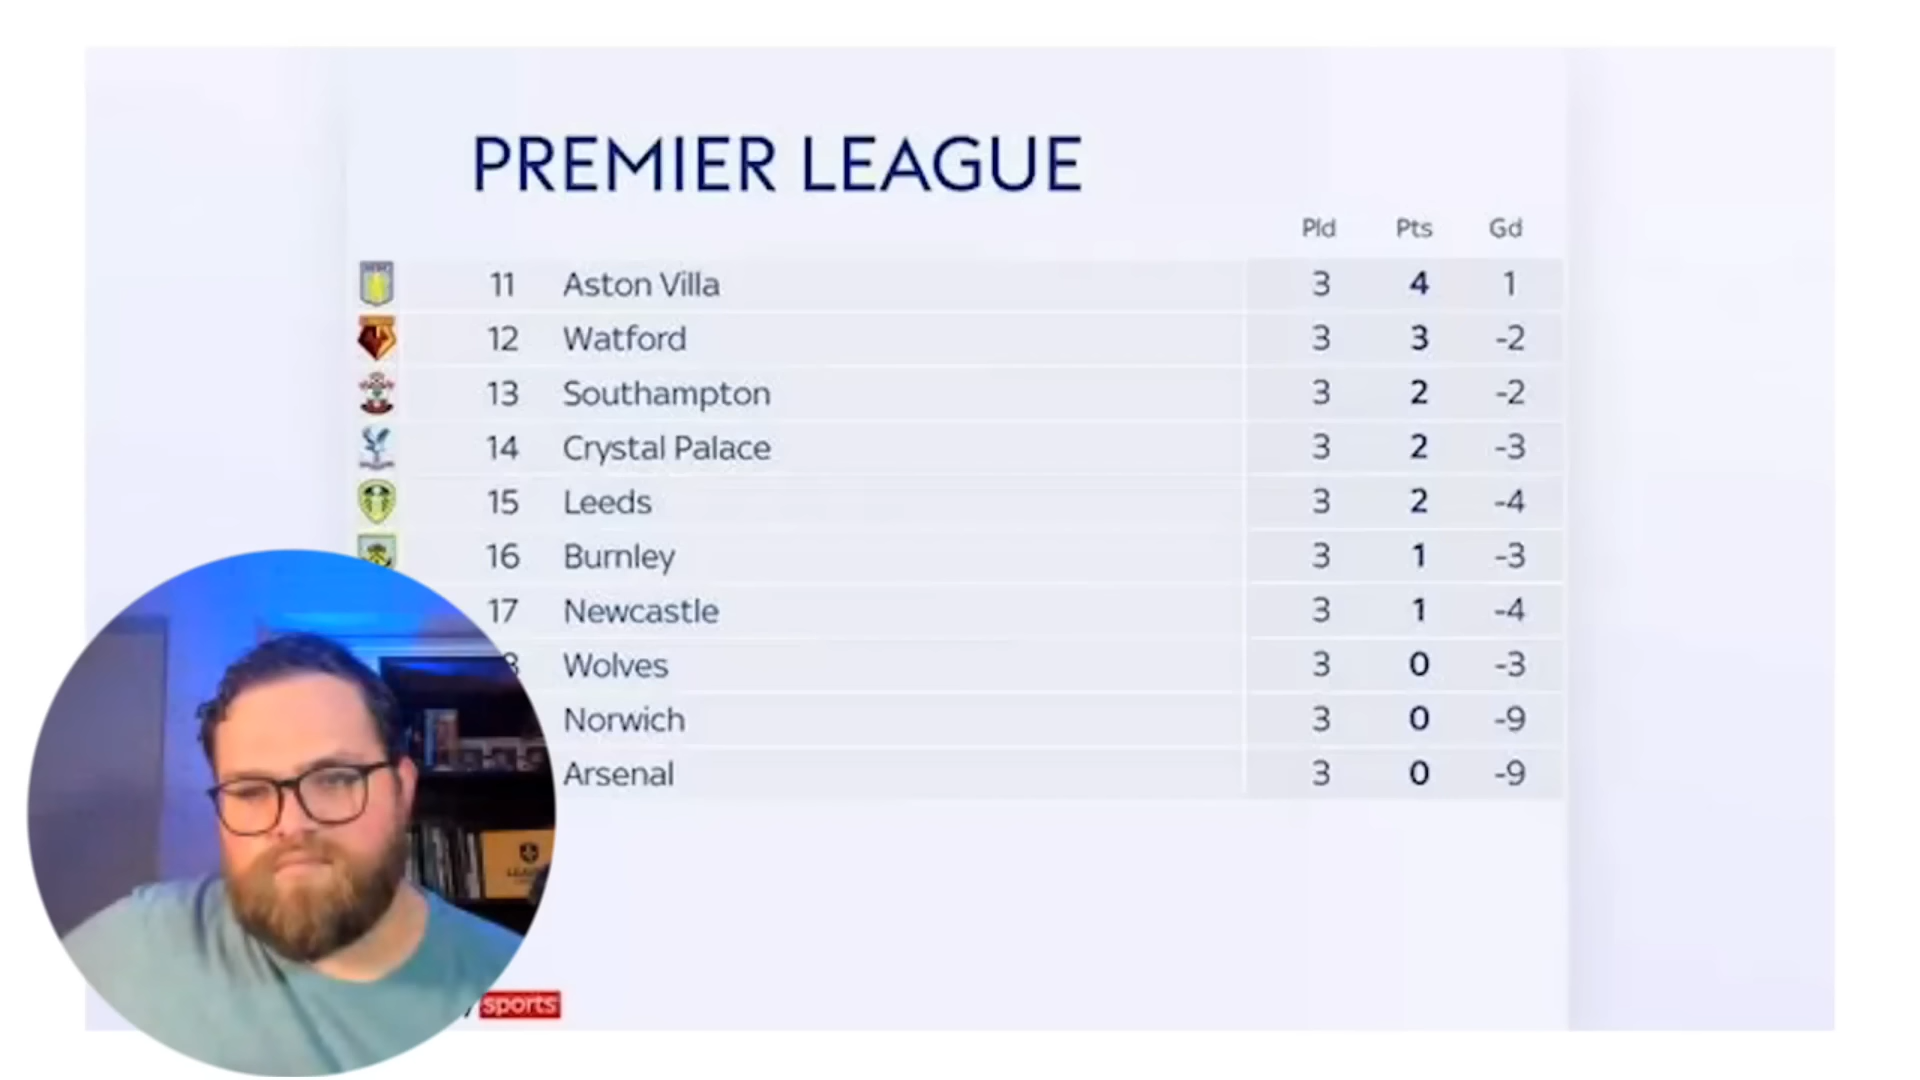 PREMIER LEAGUE
Pld Pts Gd
11 Aston Villa 3 4 1
12 Watford 3 3 -2
13 Southampton 3 2 -2
14 Crystal Palace 3 2 -3
15 Leeds 3 2 -4
16 Burnley 3 1 -3
17 Newcastle 3 1 -4
Wolves 3 0 -3
Norwich 3 0 -9
Arsenal 3 0 -9
sports